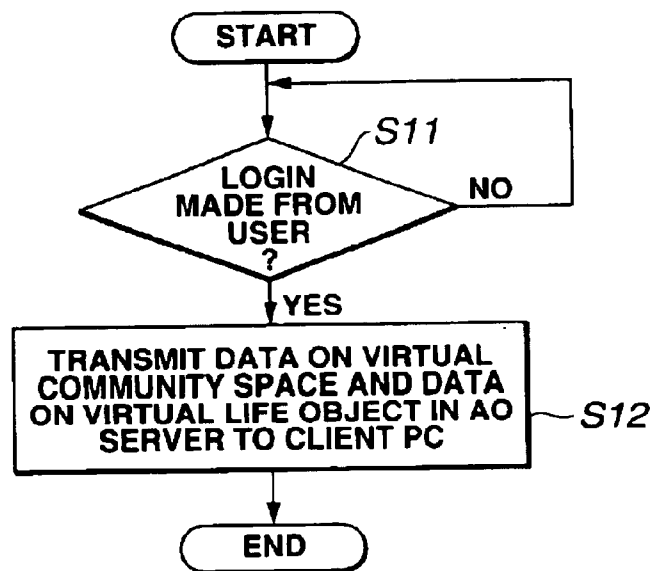 START
S11
LOGIN
MADE FROM
USER
?
NO
YES
TRANSMIT DATA ON VIRTUAL
COMMUNITY SPACE AND DATA
ON VIRTUAL LIFE OBJECT IN AO
SERVER TO CLIENT PC
S12
END